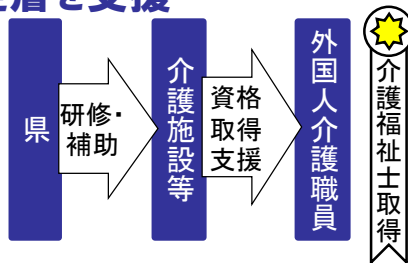 を支援
県
研修・
補助
介護施設等
資格
取得
支援
外国人介護職員
介護福祉士取得